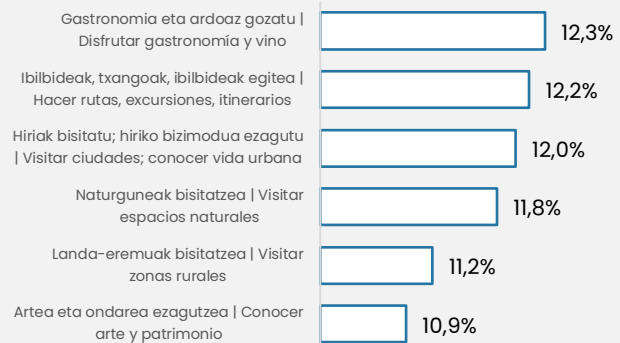 Gastronomia eta ardoaz gozatu |
Disfrutar gastronomía y vino
12,3%
Ibilbideak, txangoak, ibilbideak egitea |
Hacer rutas, excursiones, itinerarios
12,2%
Hiriak bisitatu; hiriko bizimodua ezagutu
| Visitar ciudades; conocer vida urbana
12,0%
Naturguneak bisitatzea | Visitar
espacios naturales
11,8%
Landa-eremuak bisitatzea | Visitar
zonas rurales
11,2%
Artea eta ondarea ezagutzea | Conocer
arte y patrimonio
10,9%